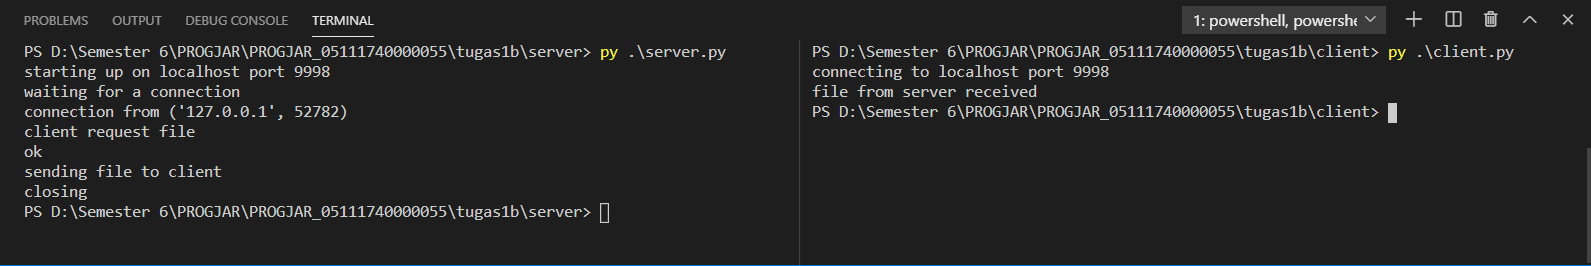 PROBLEMS OUTPUT DEBUG CONSOLE TERMINAL 1: powershell, powershe
PS D:\Semester 6\PROGJAR\PROGJAR_05111740000055\tugas1b\server> py .\server.py
starting up on localhost port 9998
waiting for a connection
connection from ('127.0.0.1', 52782)
client request file
ok
sending file to client
closing
PS D:\Semester 6\PROGJAR\PROGJAR_05111740000055\tugas1b\server>
PS D:\Semester 6\PROGJAR\PROGJAR_05111740000055\tugas1b\client> py .\client.py
connecting to localhost port 9998
file from server received
PS D:\Semester 6\PROGJAR\PROGJAR_05111740000055\tugas1b\client>